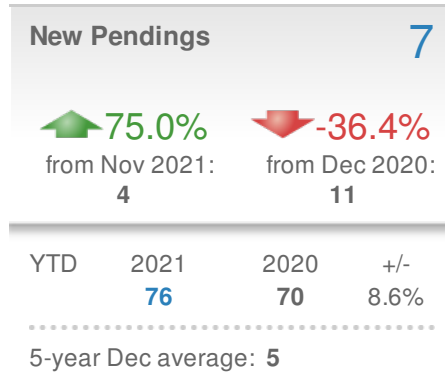 New Pendings 7
75.0% -36.4%
from Nov 2021: from Dec 2020:
4 11
YTD 2021 2020 +/-
76 70 8.6%
5-year Dec average: 5